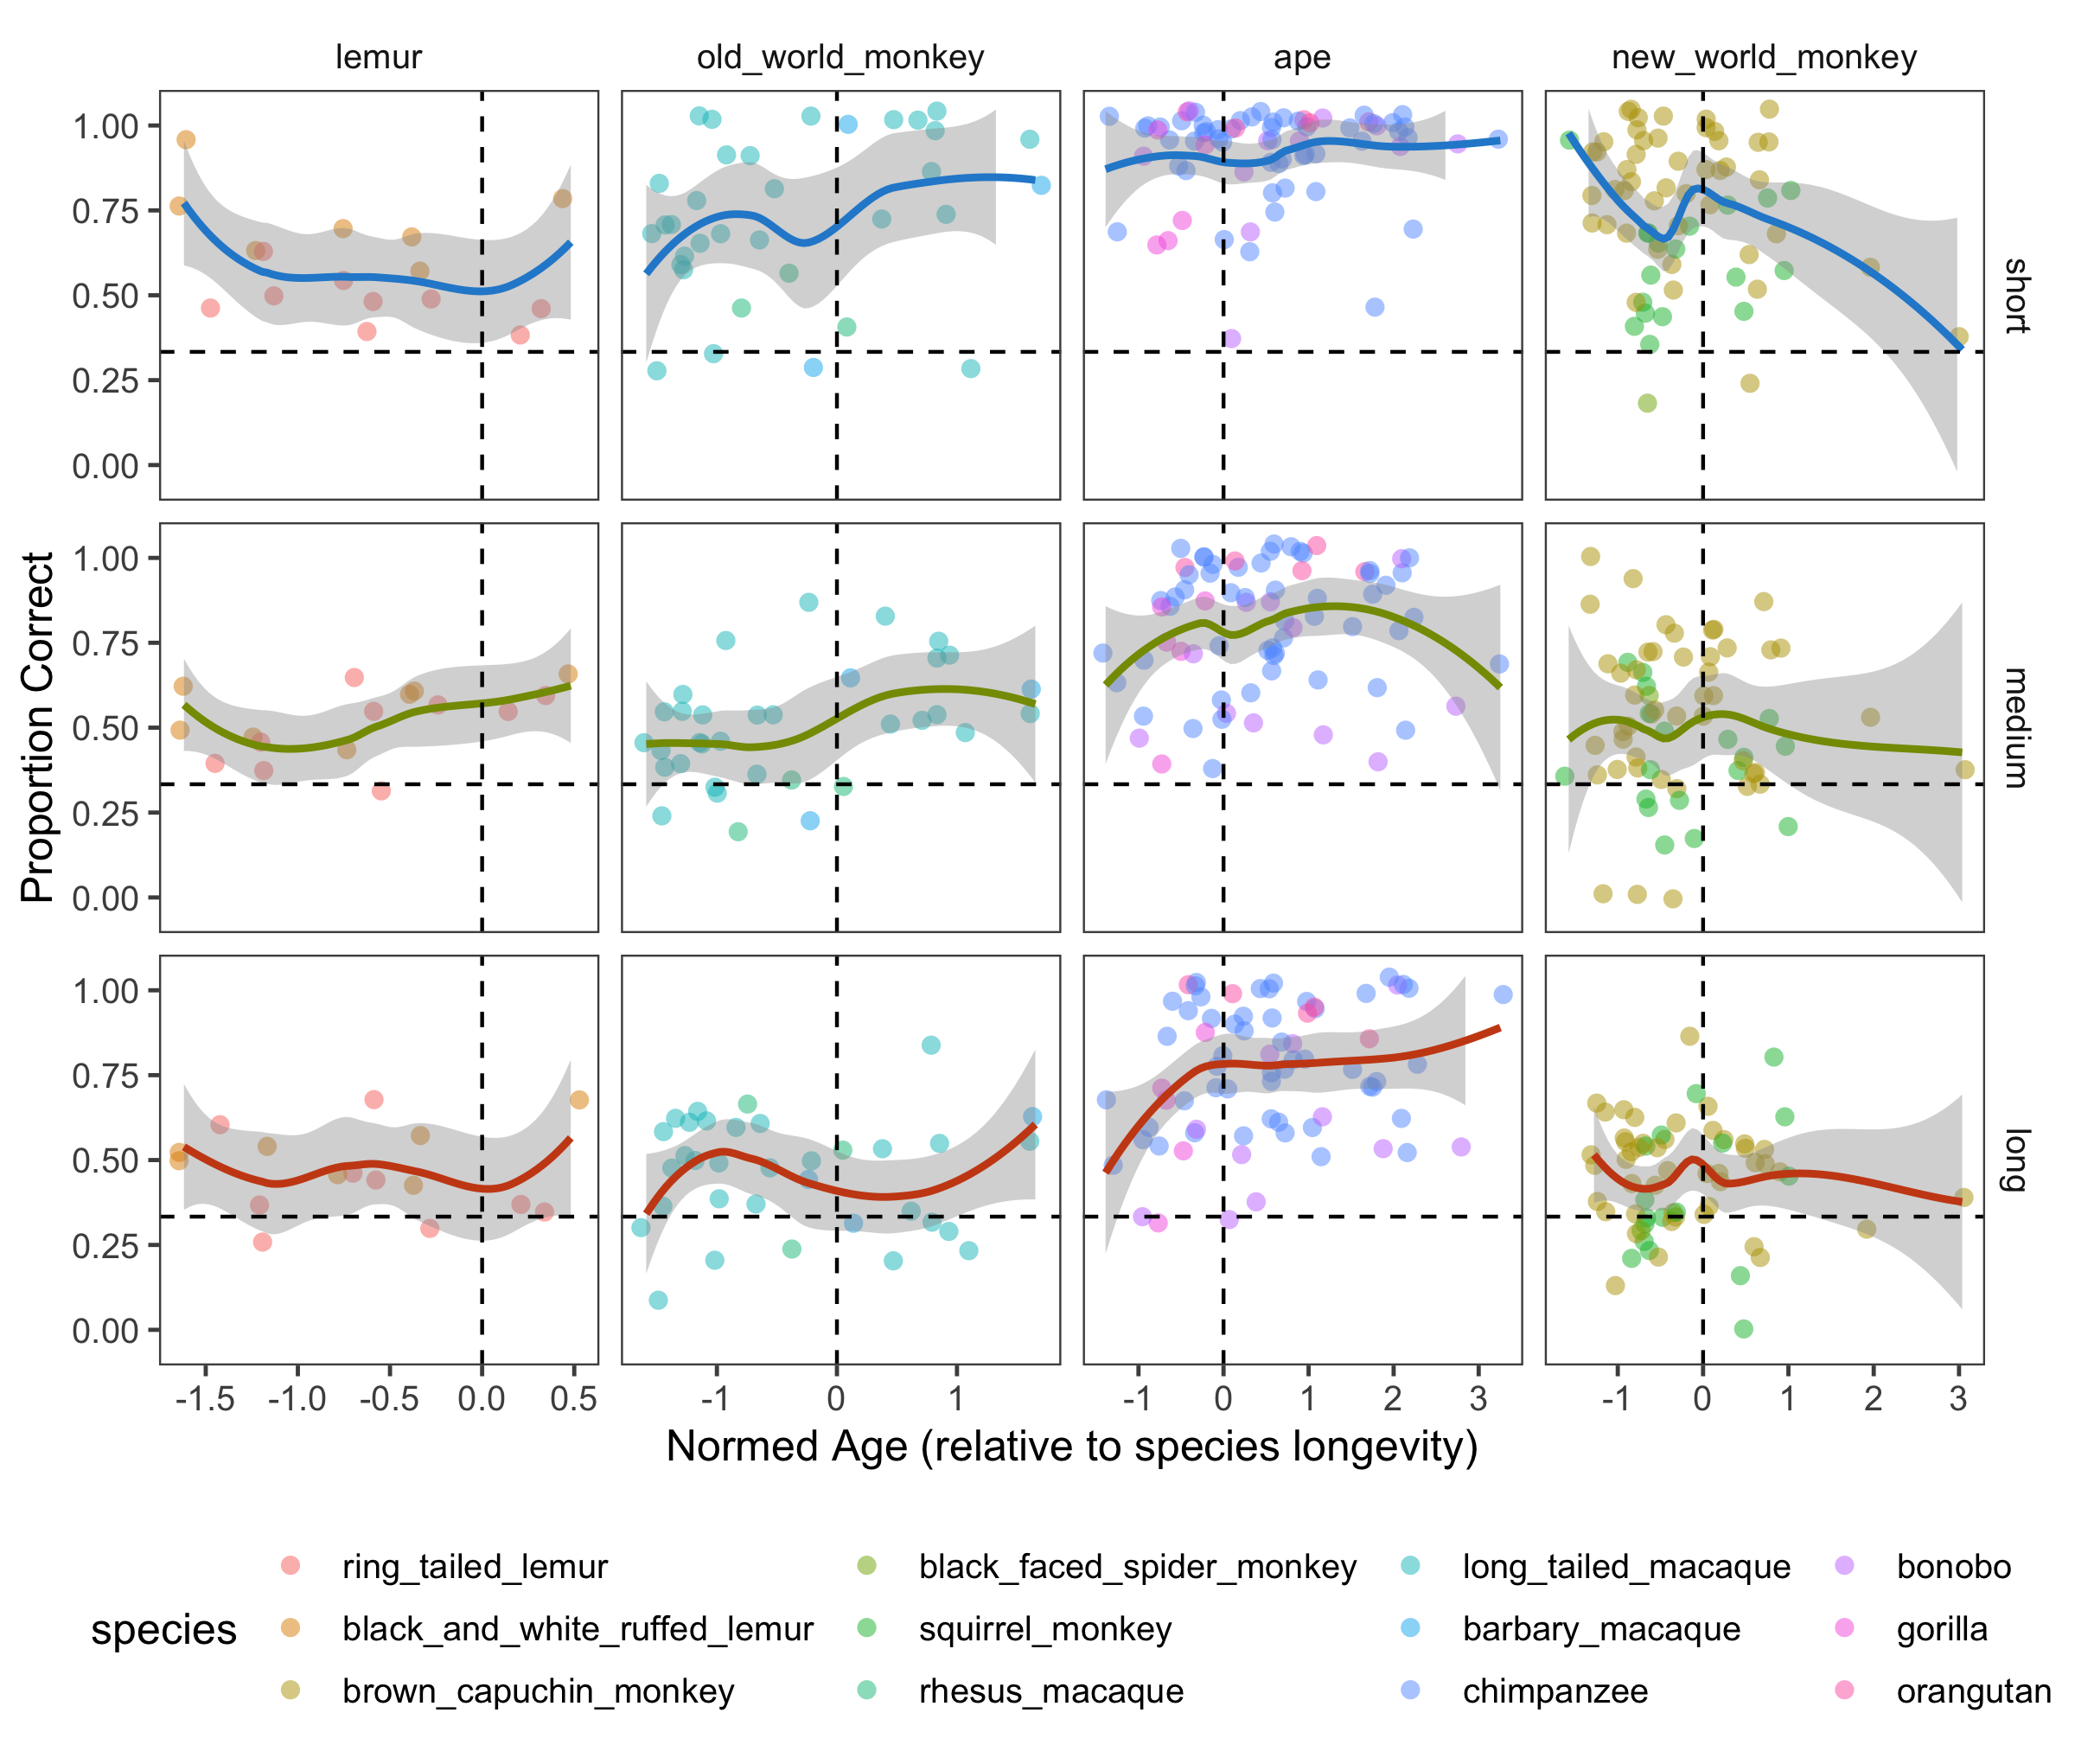 lemur old_world_monkey ape new_world_monkey
1.00
0.75
0.50
0.25
0.00
short
1.00
0.75
0.50
0.25
0.00
medium
Proportion Correct
1.00
0.75
0.50
0.25
0.00
long
-1.5 -1.0 -0.5 0.0 0.5 -1 0 1 -1 0 1 2 3 -1 0 1 2 3
Normed Age (relative to species longevity)
species
ring_tailed_lemur black_faced_spider_monkey long_tailed_macaque bonobo
black_and_white_ruffed_lemur squirrel_monkey barbary_macaque gorilla
brown_capuchin_monkey rhesus_macaque chimpanzee orangutan